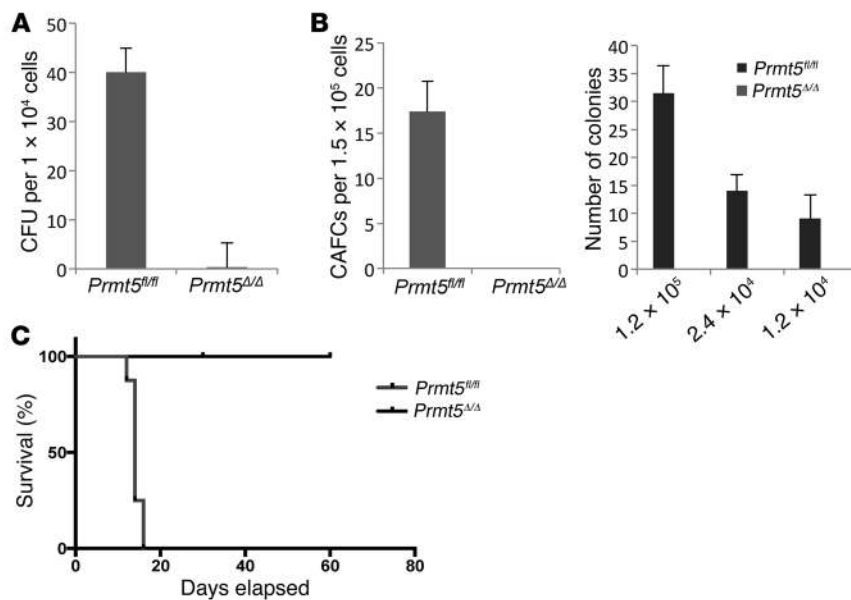 A
CFU per 1 × 10⁴ cells
50
40
30
20
10
0
Prmt5fl/fl
Prmt5Δ/Δ
B
CAFCs per 1.5 × 10⁵ cells
25
20
15
10
5
0
Prmt5fl/fl
Prmt5Δ/Δ
Number of colonies
40
35
30
25
20
15
10
5
0
Prmt5fl/fl
Prmt5Δ/Δ
1.2 × 10⁵
2.4 × 10⁴
1.2 × 10⁴
C
Survival (%)
100
50
0
0
20
40
60
80
Days elapsed
Prmt5fl/fl
Prmt5Δ/Δ